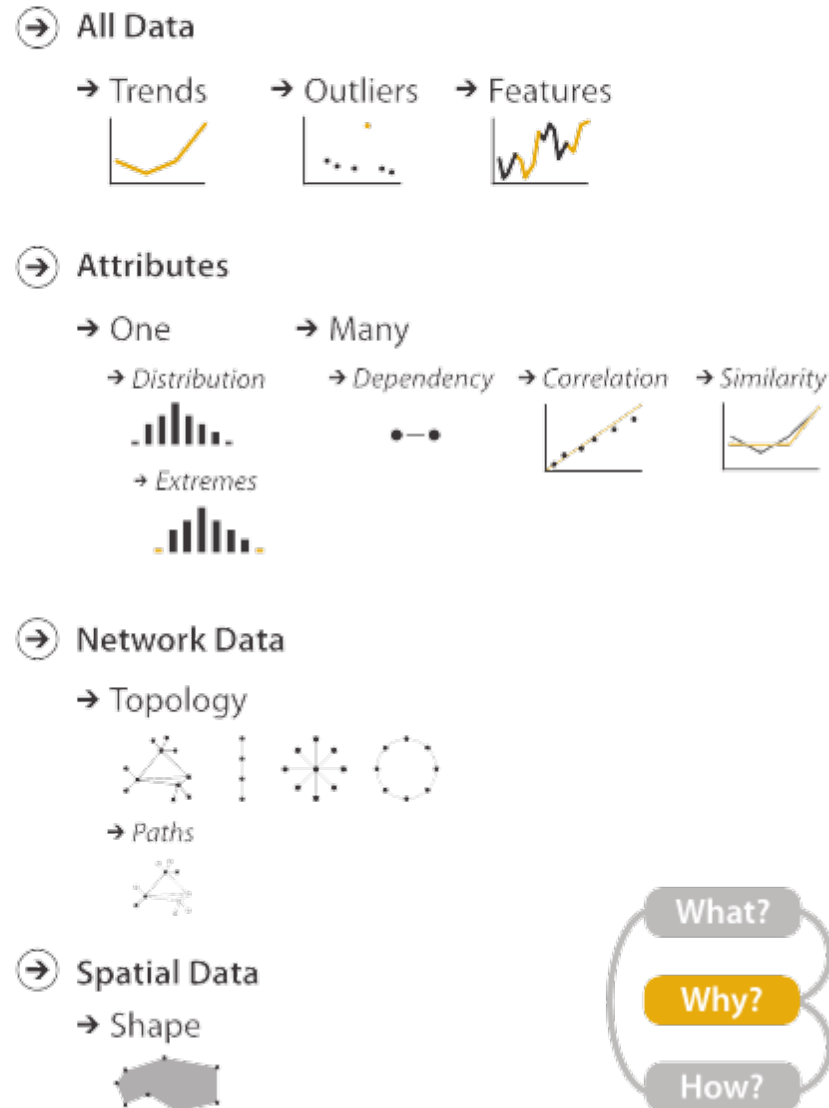 → All Data
→ Trends → Outliers → Features
→ Attributes
→ One → Many
→ Distribution → Dependency → Correlation → Similarity
→ Extremes
→ Network Data
→ Topology
→ Paths
What?
→ Spatial Data
Why?
→ Shape
How?